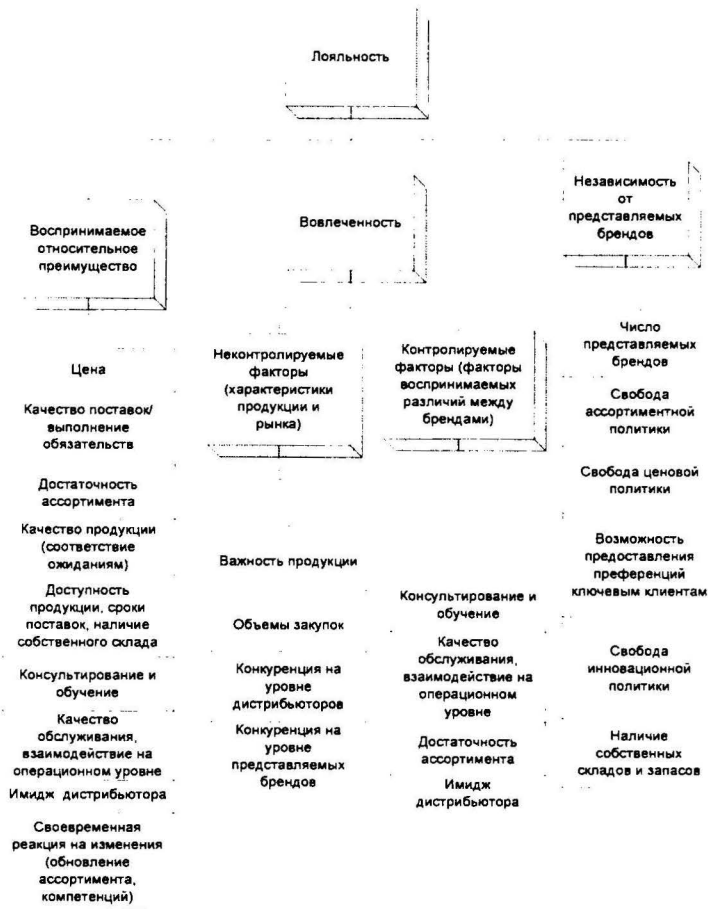 Лояльность
Воспринимаемое
относительное
преимущество
Вовлеченность
Независимость
от
представляемых
брендов
Цена
Качество поставок/
выполнение
обязательств
Достаточность
ассортимента
Качество продукции
(соответствие
ожиданиям)
Доступность
продукции, сроки
поставок, наличие
собственного склада
Консультирование и
обучение
Качество
обслуживания,
взаимодействие на
операционном уровне
Имидж дистрибьютора
Своевременная
реакция на изменения
(обновление
ассортимента,
компетенций)
Неконтролируемые
факторы
(характеристики
продукции и
рынка)
Важность продукции
Объемы закупок
Конкуренция на
уровне
дистрибьюторов
Конкуренция на
уровне
представляемых
брендов
Контролируемые
факторы (факторы
воспринимаемых
различий между
брендами)
Консультирование и
обучение
Качество
обслуживания,
взаимодействие на
операционном
уровне
Достаточность
ассортимента
Имидж
дистрибьютора
Число
представляемых
брендов
Свобода
ассортиментной
политики
Свобода ценовой
политики
Возможность
предоставления
преференций
ключевым клиентам
Свобода
инновационной
политики
Наличие
собственных
складов и запасов